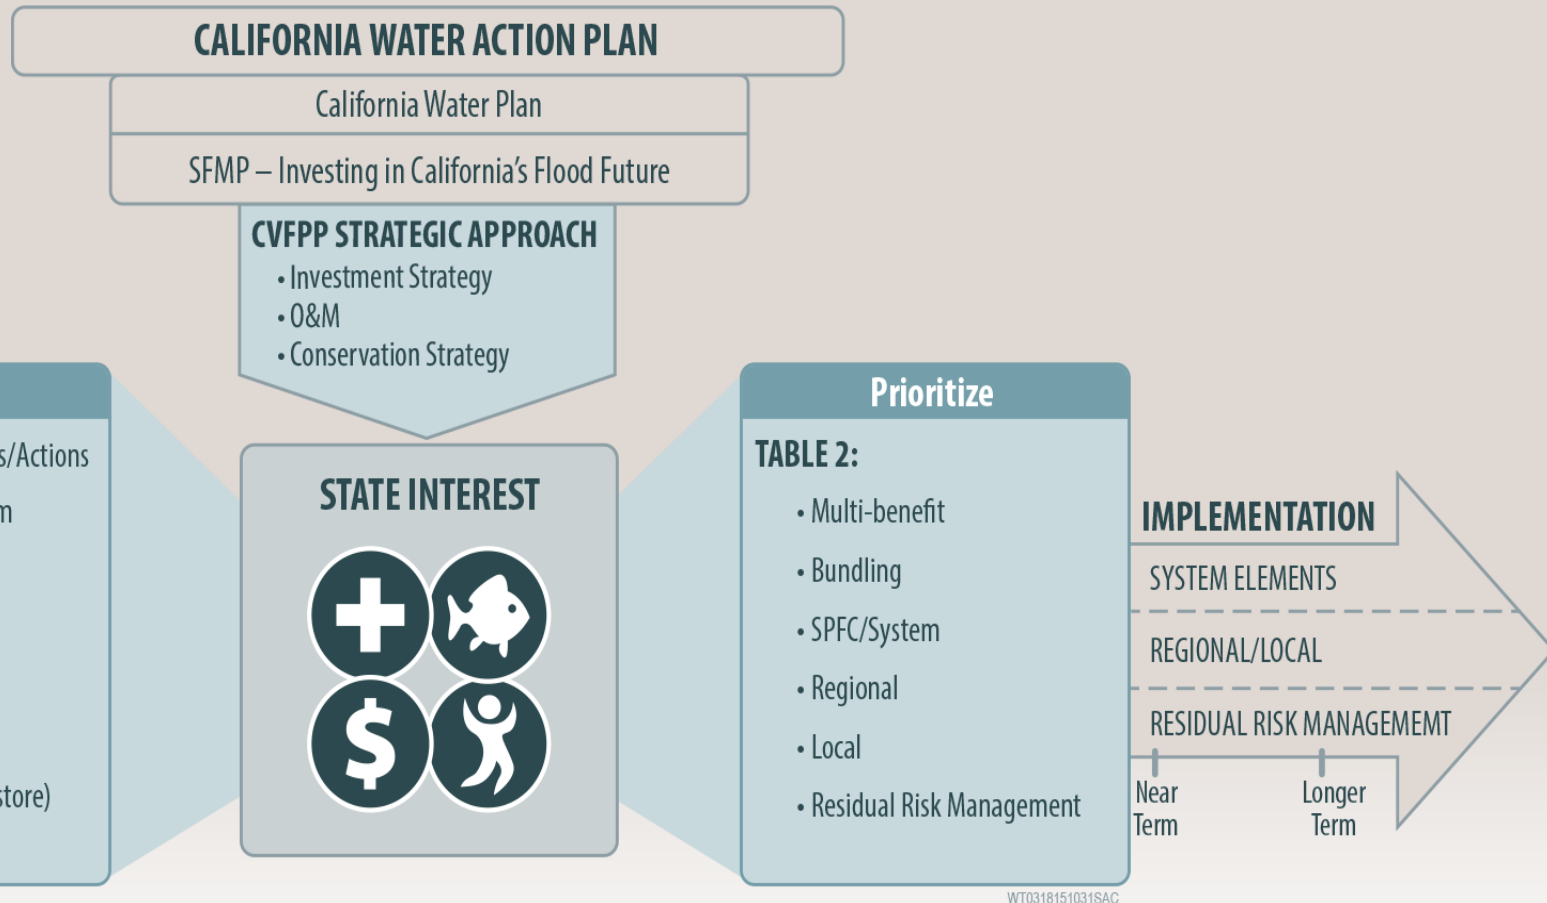 CALIFORNIA WATER ACTION PLAN
California Water Plan
SFMP – Investing in California's Flood Future
CVFPP STRATEGIC APPROACH
• Investment Strategy
• O&M
• Conservation Strategy
s/Actions
m
store)
STATE INTEREST
$
Prioritize
TABLE 2:
• Multi-benefit
• Bundling
• SPFC/System
• Regional
• Local
• Residual Risk Management
IMPLEMENTATION
SYSTEM ELEMENTS
REGIONAL/LOCAL
RESIDUAL RISK MANAGEMEMT
Near
Term
Longer
Term
WT0318151031SAC